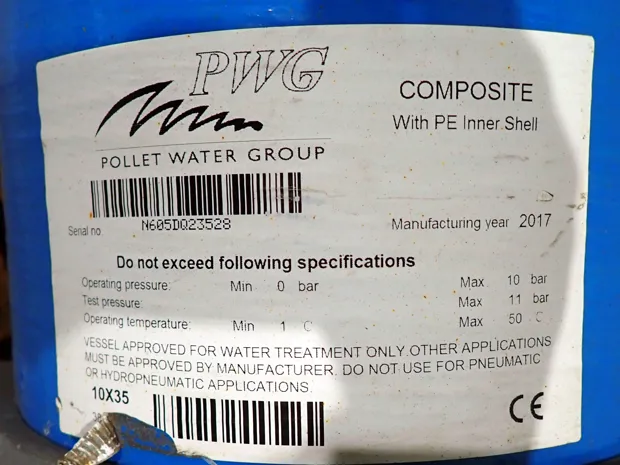 PWG
COMPOSITE
With PE Inner Shell
POLLET WATER GROUP
Serial no N605DQ23528
Manufacturing year 2017
Do not exceed following specifications
Operating pressure: Min 0 bar Max 10 bar
Test pressure: Max 11 bar
Operating temperature: Min 1 C Max 50 C
VESSEL APPROVED FOR WATER TREATMENT ONLY. OTHER APPLICATIONS
MUST BE APPROVED BY MANUFACTURER. DO NOT USE FOR PNEUMATIC
OR HYDROPNEUMATIC APPLICATIONS.
10X35
CE